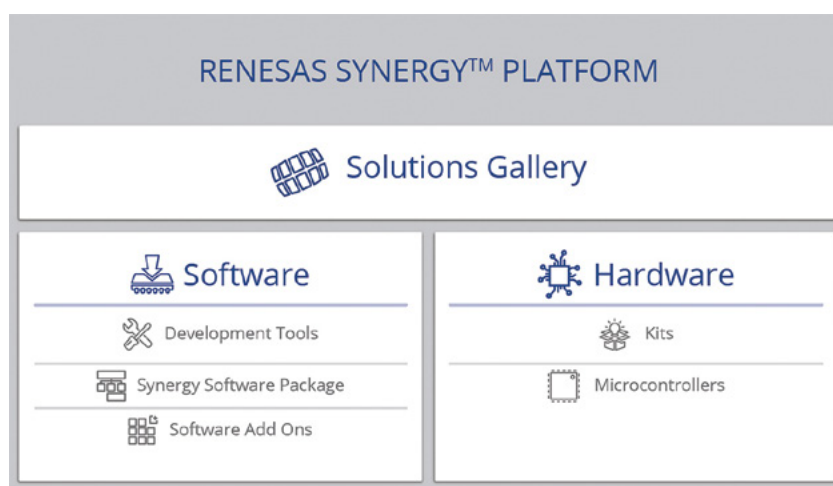 RENESAS SYNERGY™ PLATFORM
Solutions Gallery
Software
Development Tools
Synergy Software Package
Software Add Ons
Hardware
Kits
Microcontrollers